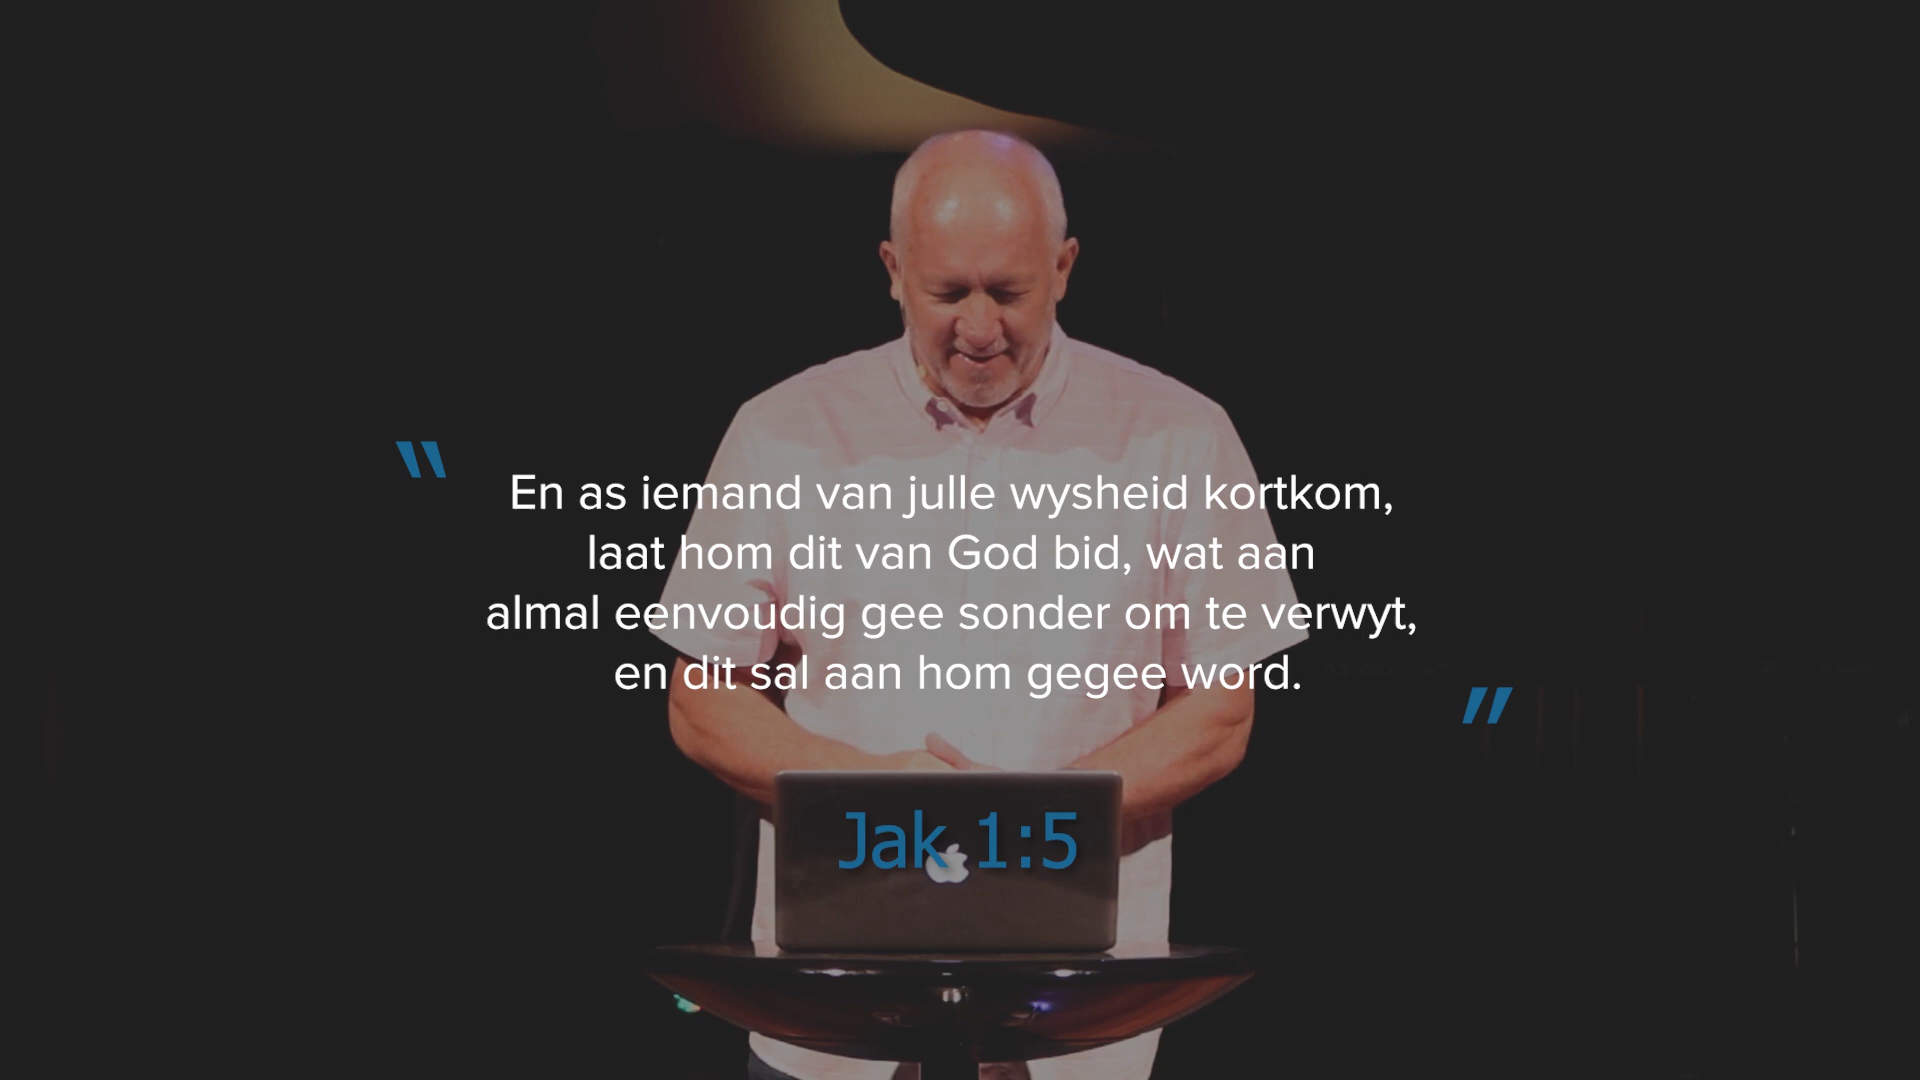 “
En as iemand van julle wysheid kortkom,
laat hom dit van God bid, wat aan
almal eenvoudig gee sonder om te verwyt,
en dit sal aan hom gegee word.
”
Jak 1:5